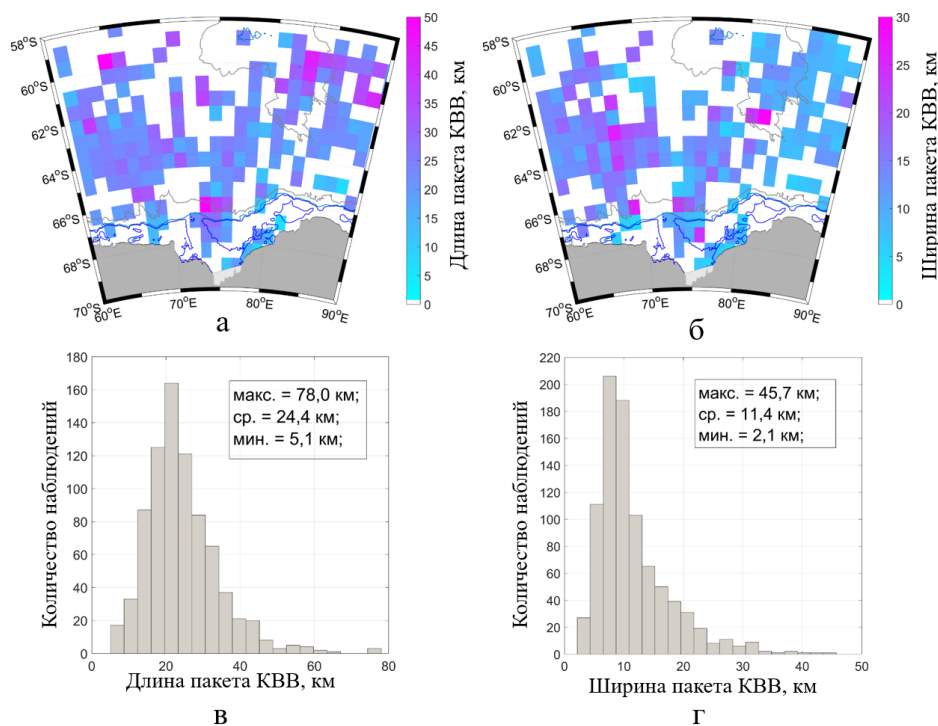 58°S
60°S
62°S
64°S
66°S
68°S
70°S
60°E
70°E
80°E
90°E
50
45
40
35
30
25
20
15
10
5
0
Длина пакета КВВ, км
а
58°S
60°S
62°S
64°S
66°S
68°S
70°S
60°E
70°E
80°E
90°E
30
25
20
15
10
5
0
Ширина пакета КВВ, км
б
180
160
140
120
100
80
60
40
20
0
Количество наблюдений
макс. = 78,0 км;
ср. = 24,4 км;
мин. = 5,1 км;
0 20 40 60 80
Длина пакета КВВ, км
в
220
200
180
160
140
120
100
80
60
40
20
0
Количество наблюдений
макс. = 45,7 км;
ср. = 11,4 км;
мин. = 2,1 км;
0 10 20 30 40 50
Ширина пакета КВВ, км
г